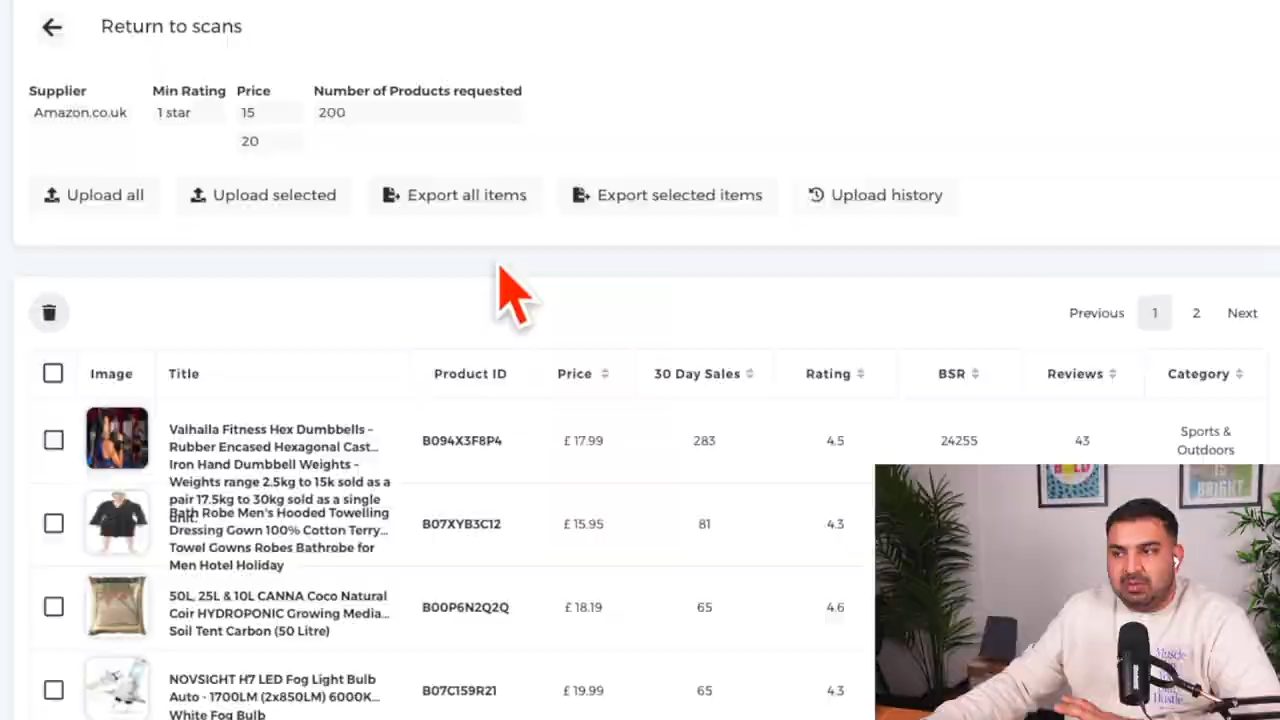 Return to scans
Supplier Min Rating Price Number of Products requested
Amazon.co.uk 1 star 15 200
20
Upload all Upload selected Export all items Export selected items Upload history
Previous 1 2 Next
Image Title Product ID Price 30 Day Sales Rating BSR Reviews Category
Valhalla Fitness Hex Dumbbells -
Rubber Encased Hexagonal Cast...
Iron Hand Dumbbell Weights -
Weights range 2.5kg to 15k sold as a
pair 17.5kg to 30kg sold as a single
unit.
B094X3F8P4 £ 17.99 283 4.5 24255 43 Sports &
Outdoors
Bath Robe Men's Hooded Towelling
Dressing Gown 100% Cotton Terry...
Towel Gowns Robes Bathrobe for
Men Hotel Holiday
B07XYB3C12 £ 15.95 81 4.3
50L, 25L & 10L CANNA Coco Natural
Coir HYDROPONIC Growing Media...
Soil Tent Carbon (50 Litre)
B00P6N2Q2Q £ 18.19 65 4.6
NOVSIGHT H7 LED Fog Light Bulb
Auto - 1700LM (2x850LM) 6000K...
White Fog Bulb
B07C159R21 £ 19.99 65 4.3
BOLD
BRIGHT
Hustle